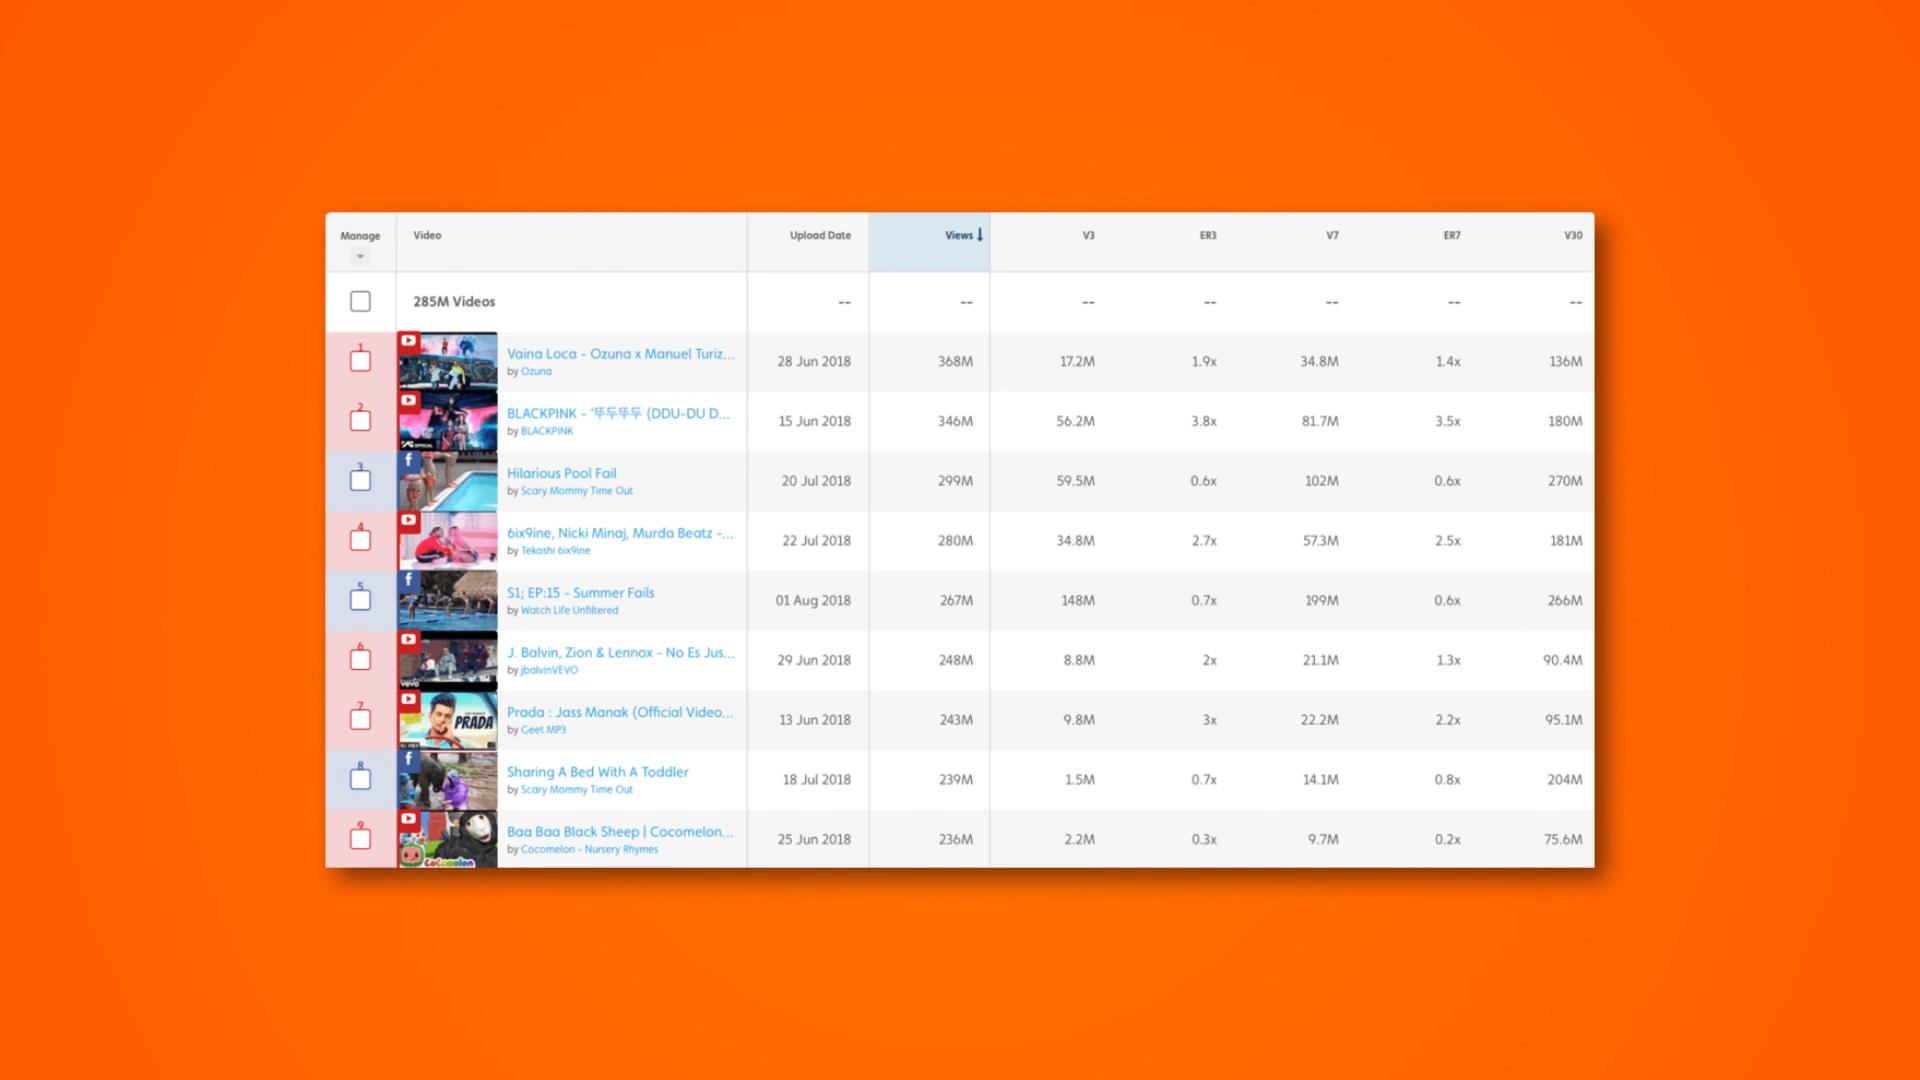 Manage Video Upload Date Views ↓ V3 ER3 V7 ER7 V30
285M Videos -- -- -- -- -- -- --
1 Vaina Loca - Ozuna x Manuel Turiz... 28 Jun 2018 368M 17.2M 1.9x 34.8M 1.4x 136M
by Ozuna
2 BLACKPINK - ‘뚜두뚜두 (DDU-DU D... 15 Jun 2018 346M 56.2M 3.8x 81.7M 3.5x 180M
by BLACKPINK
OFFICIAL
3 f Hilarious Pool Fail 20 Jul 2018 299M 59.5M 0.6x 102M 0.6x 270M
by Scary Mommy Time Out
4 6ix9ine, Nicki Minaj, Murda Beatz -... 22 Jul 2018 280M 34.8M 2.7x 57.3M 2.5x 181M
by Tekashi 6ix9ine
5 f S1; EP:15 - Summer Fails 01 Aug 2018 267M 148M 0.7x 199M 0.6x 266M
by Watch Life Unfiltered
6 J. Balvin, Zion & Lennox - No Es Jus... 29 Jun 2018 248M 8.8M 2x 21.1M 1.3x 90.4M
by jbalvinVEVO
vevo
7 Prada : Jass Manak (Official Video... 13 Jun 2018 243M 9.8M 3x 22.2M 2.2x 95.1M
PRADA
by Geet MP3
8 f Sharing A Bed With A Toddler 18 Jul 2018 239M 1.5M 0.7x 14.1M 0.8x 204M
by Scary Mommy Time Out
9 Baa Baa Black Sheep | Cocomelon... 25 Jun 2018 236M 2.2M 0.3x 9.7M 0.2x 75.6M
by Cocomelon - Nursery Rhymes
Cocomelon